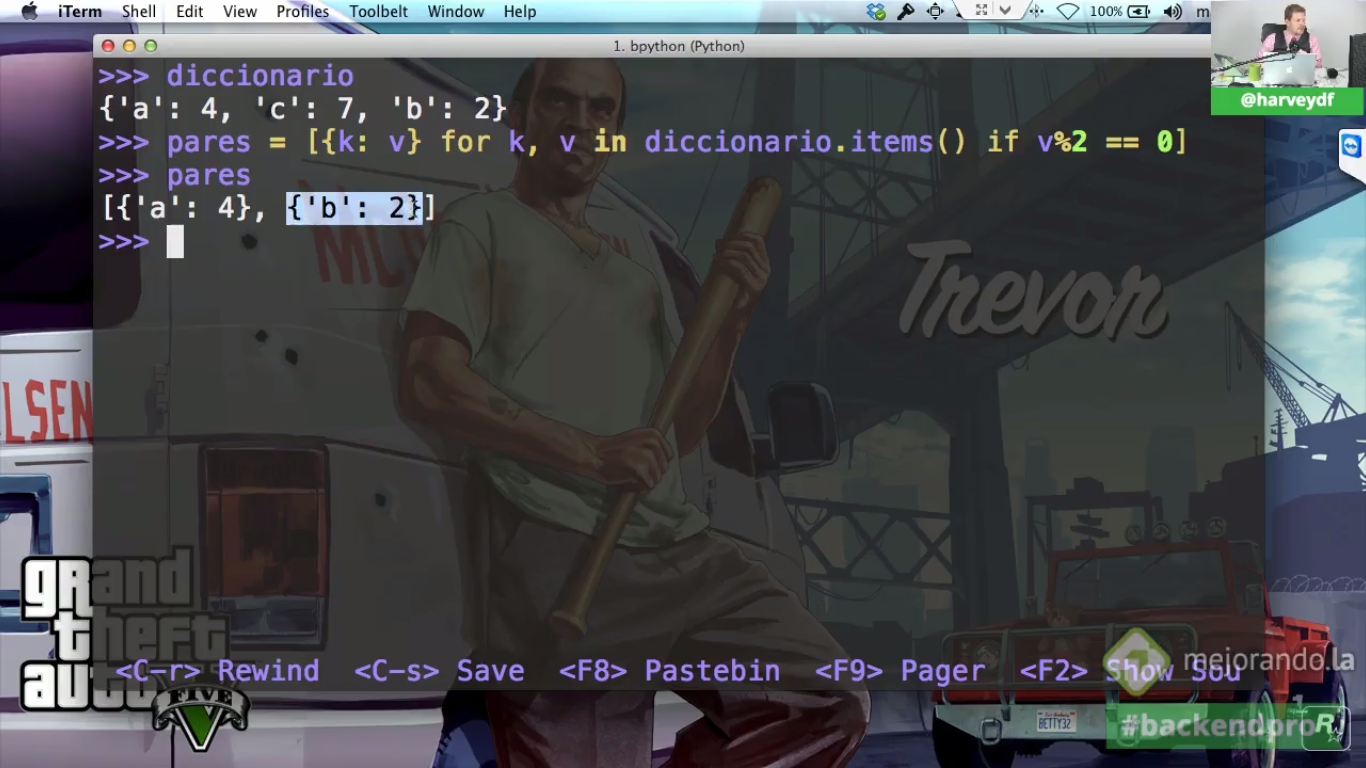 iTerm Shell Edit View Profiles Toolbelt Window Help
100%
1. bpython (Python)
@harveydf
>>> diccionario
{'a': 4, 'c': 7, 'b': 2}
>>> pares = [{k: v} for k, v in diccionario.items() if v%2 == 0]
>>> pares
[{'a': 4}, {'b': 2}]
>>>
Trevor
LSEN
grand
theft
auto
FIVE
V
<C-r> Rewind <C-s> Save <F8> Pastebin <F9> Pager <F2> Show Sou
mejorando.la
BETTY32
#backendpro
R